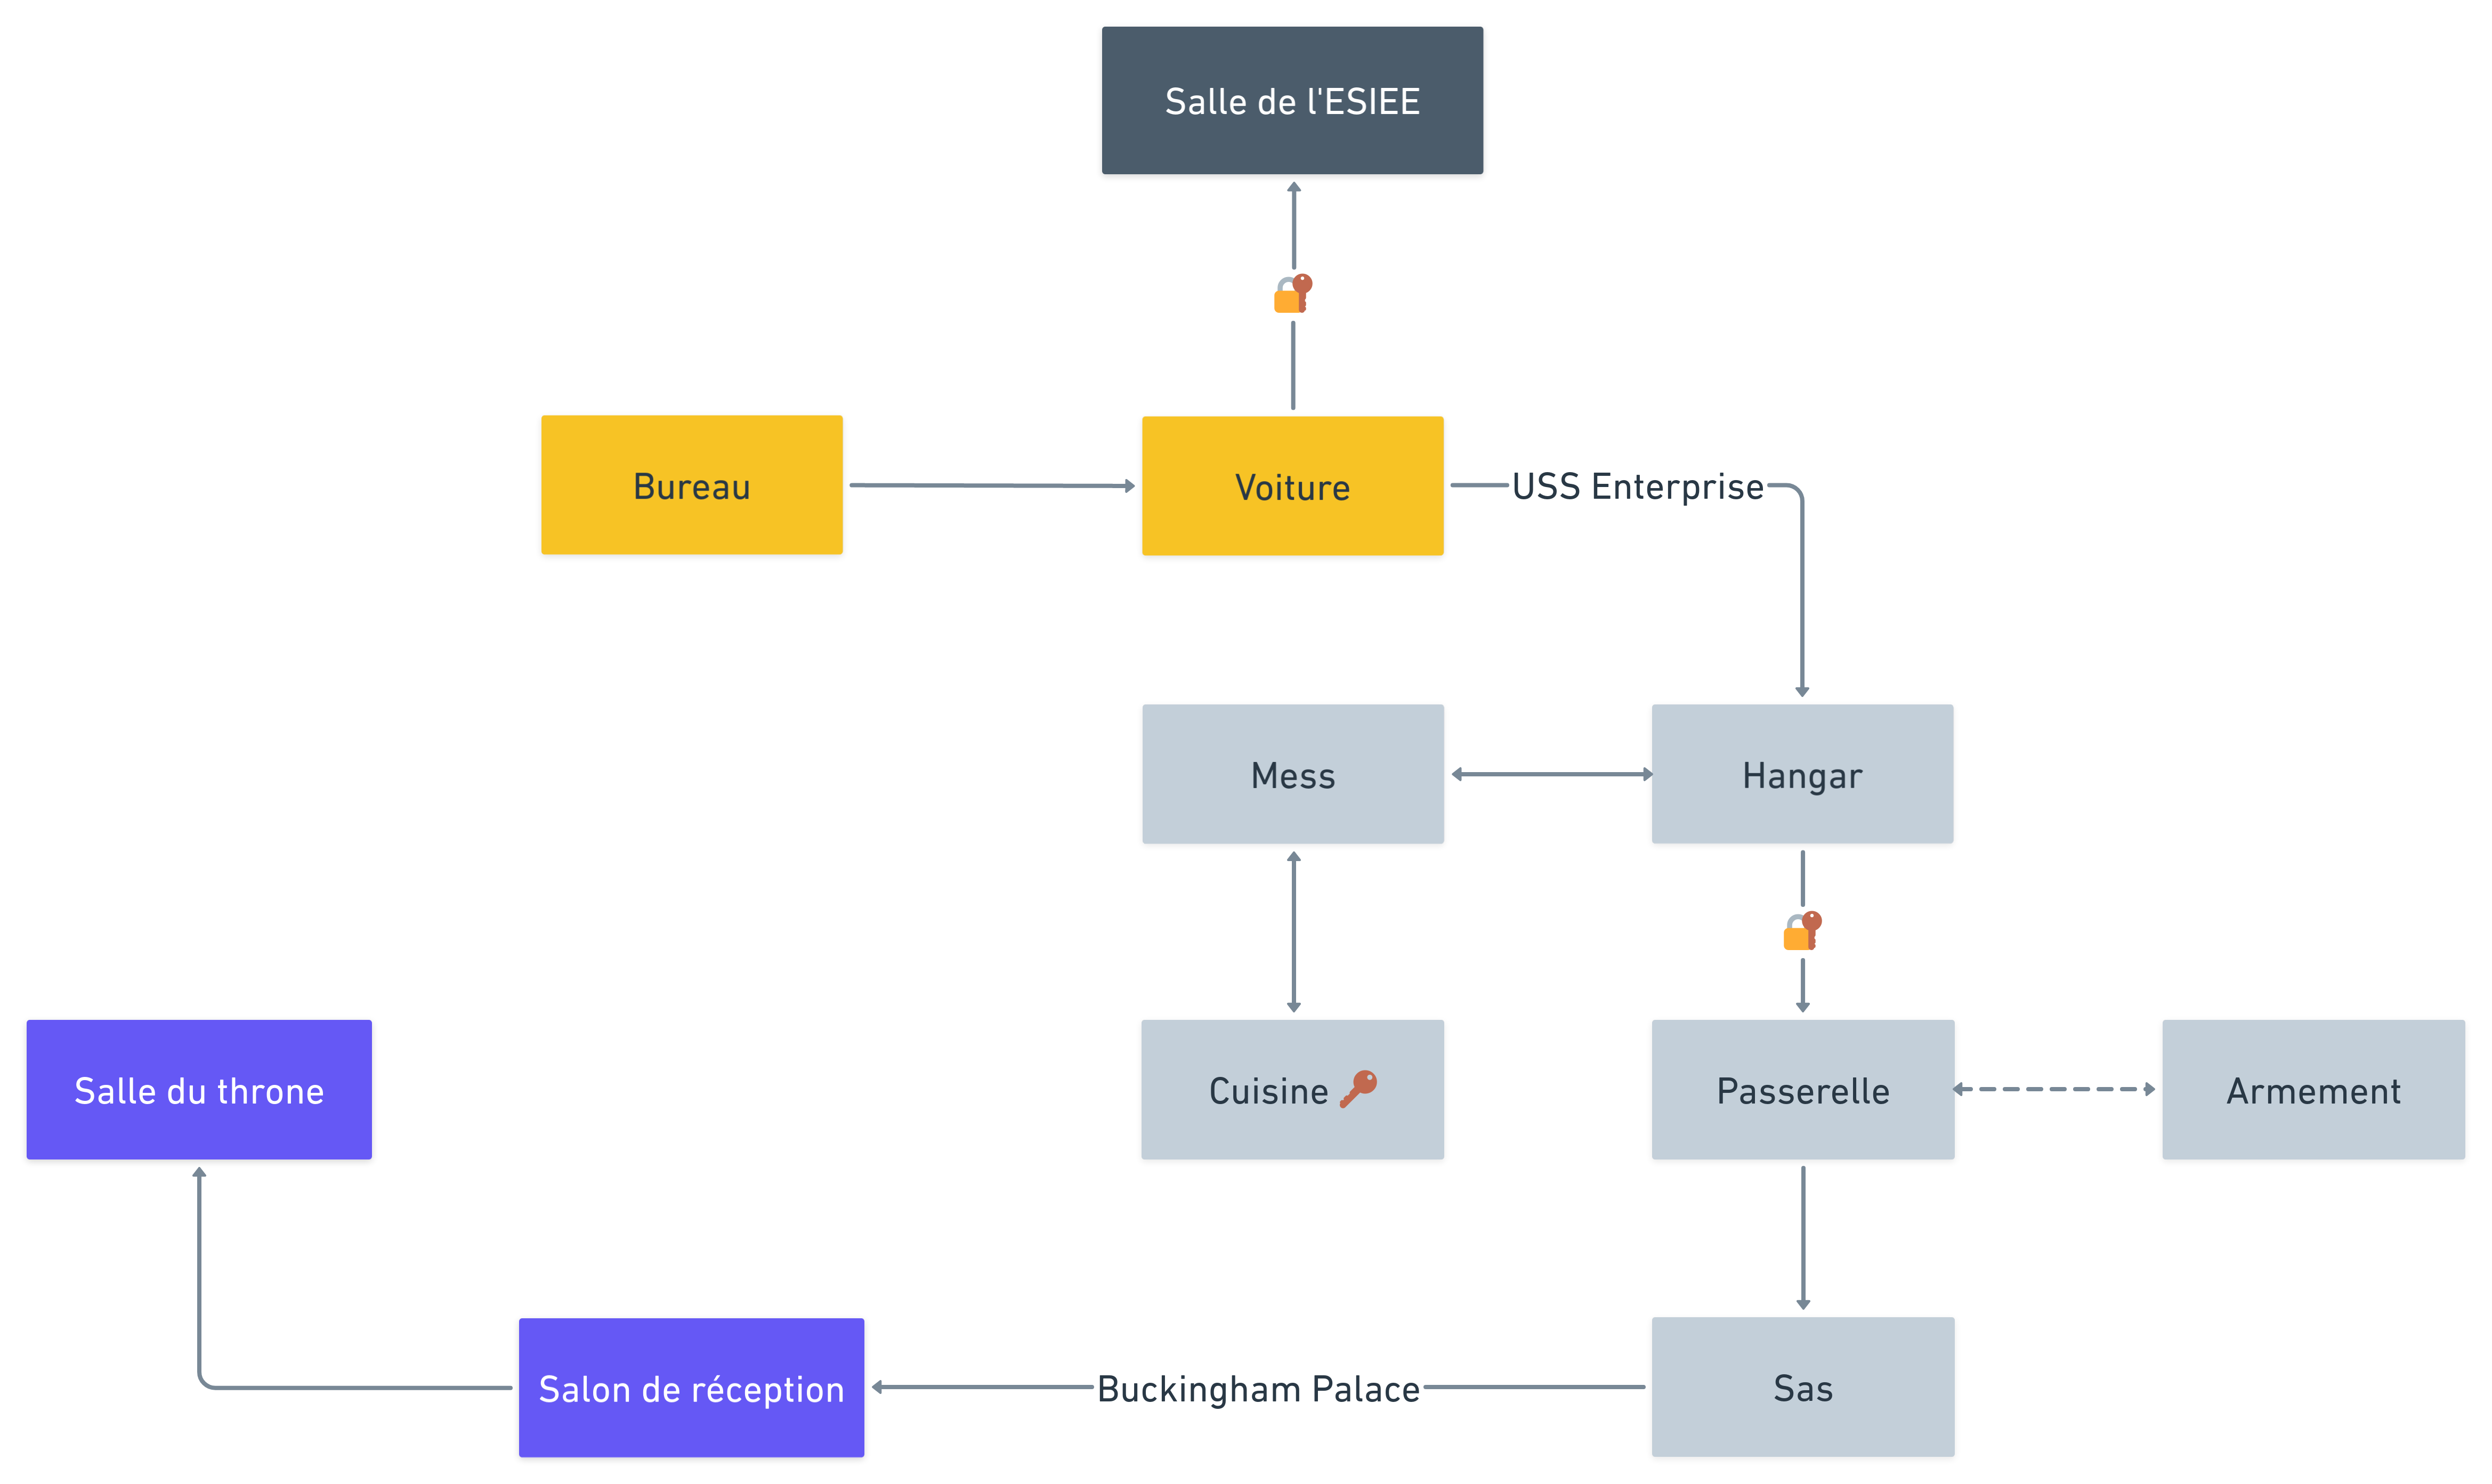 Salle de l'ESIEE
Bureau
Voiture
USS Enterprise
Mess
Hangar
Salle du throne
Cuisine
Passerelle
Armement
Salon de réception
Buckingham Palace
Sas